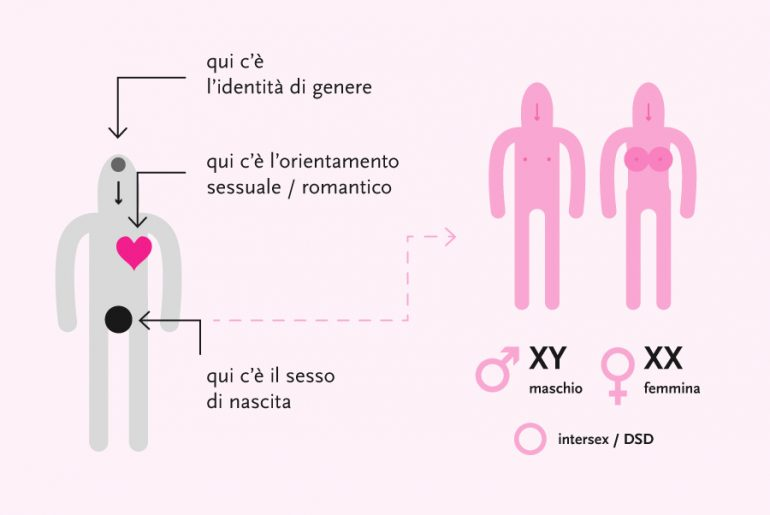 qui c’è
l’identità di genere
qui c’è l’orientamento
sessuale / romantico
qui c’è il sesso
di nascita
XY
maschio
XX
femmina
intersex / DSD